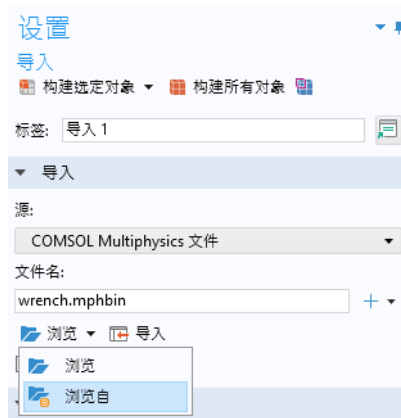 设置
导入
构建选定对象 构建所有对象
标签: 导入 1
导入
源:
COMSOL Multiphysics 文件
文件名:
wrench.mphbin
浏览 导入
浏览
浏览自